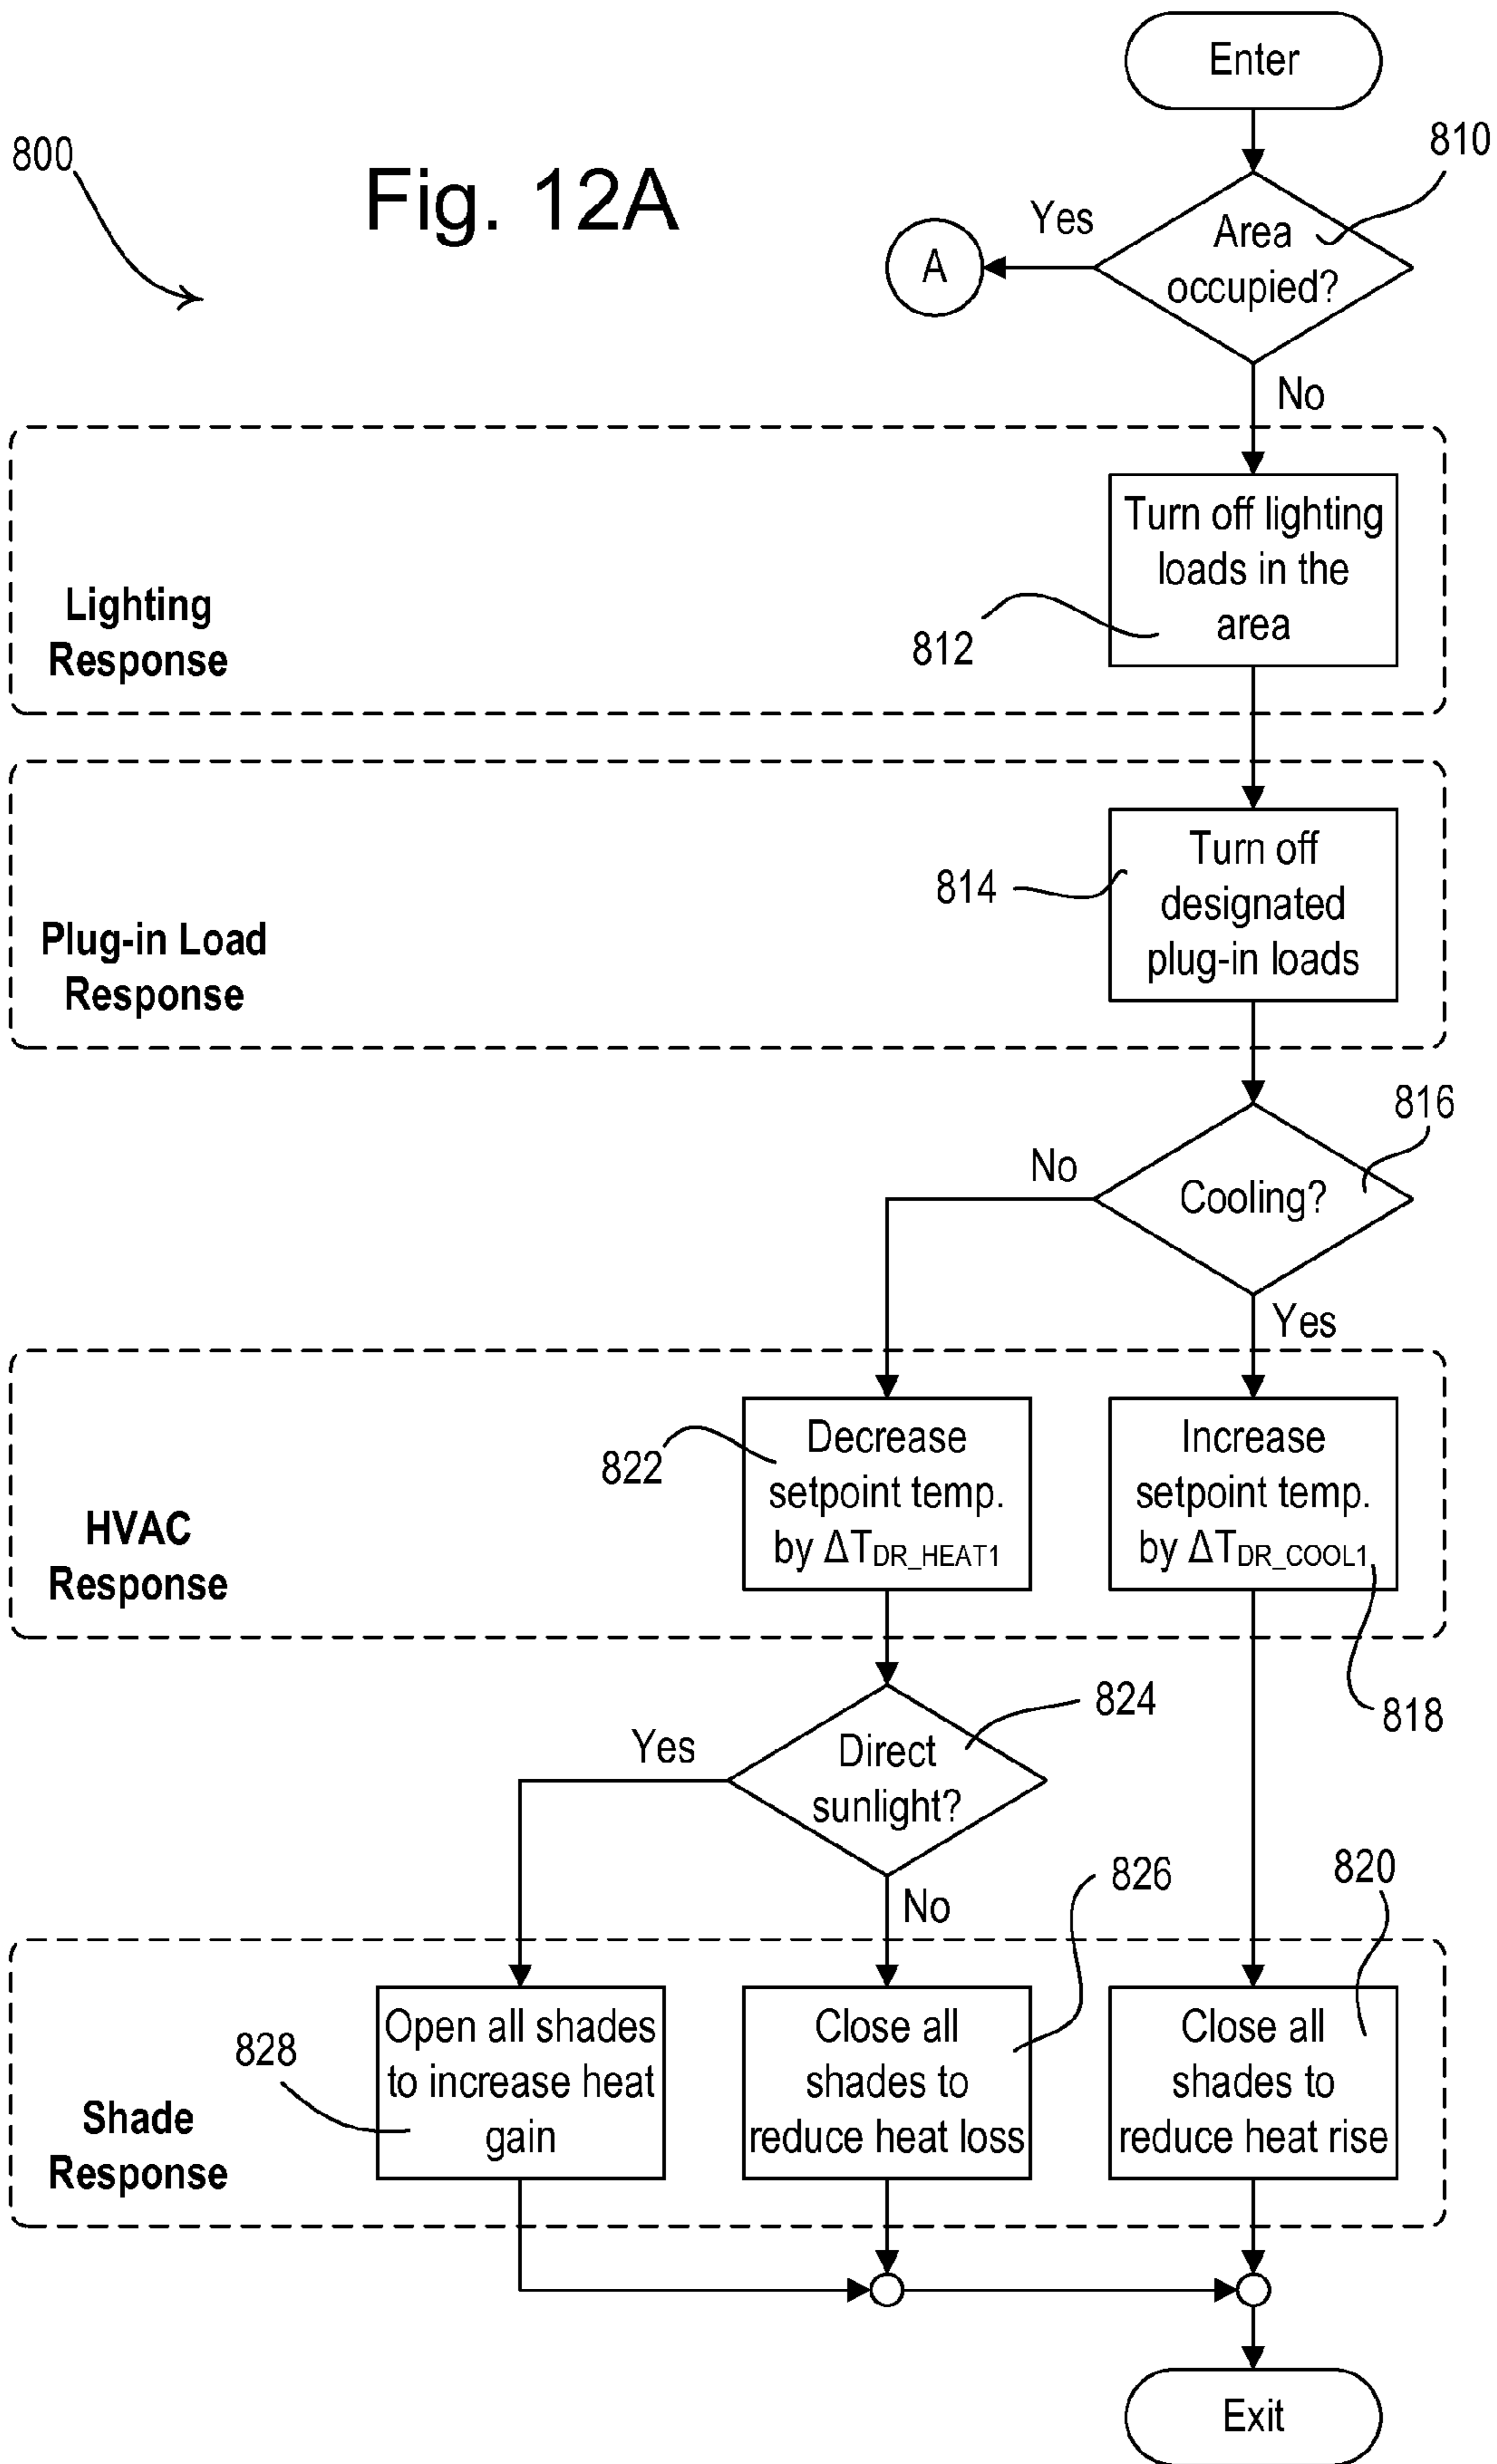 Enter
800
Fig. 12A
810
Yes
A
Area
occupied?
No
Lighting
Response
Turn off lighting
loads in the
area
812
Plug-in Load
Response
814
Turn off
designated
plug-in loads
816
No
Cooling?
Yes
HVAC
Response
822
Decrease
setpoint temp.
by ΔTDR_HEAT1
Increase
setpoint temp.
by ΔTDR_COOL1
818
824
Yes
Direct
sunlight?
No
826
820
Shade
Response
828
Open all shades
to increase heat
gain
Close all
shades to
reduce heat loss
Close all
shades to
reduce heat rise
Exit